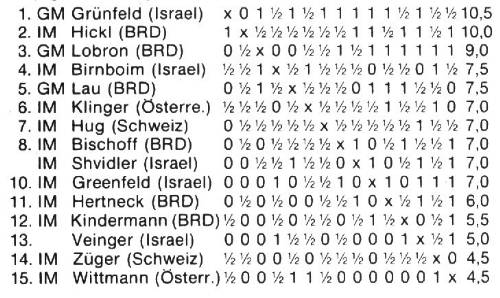 1. GM Grünfeld (Israel) x 0 1 ½ 1 ½ 1 1 1 1 1 ½ 1 ½ ½ 10,5
2. IM Hickl (BRD) 1 x ½ ½ ½ ½ ½ ½ 1 1 ½ 1 1 ½ 1 10,0
3. GM Lobron (BRD) 0 ½ x 0 0 ½ ½ 1 ½ 1 1 1 1 1 1 9,0
4. IM Birnboim (Israel) ½ ½ 1 x ½ 1 ½ ½ ½ 0 ½ ½ 0 1 ½ 7,5
5. GM Lau (BRD) 0 ½ 1 ½ x ½ ½ ½ 0 1 1 1 ½ ½ 0 7,5
6. IM Klinger (Österre.) ½ ½ ½ 0 ½ x ½ ½ ½ ½ 1 ½ ½ 1 0 7,0
7. IM Hug (Schweiz) 0 ½ ½ ½ ½ ½ x ½ ½ ½ ½ ½ 1 ½ ½ 7,0
8. IM Bischoff (BRD) 0 ½ 0 ½ ½ ½ ½ x 1 0 ½ 1 ½ ½ 1 7,0
IM Shvidler (Israel) 0 0 ½ ½ 1 ½ ½ 0 x 1 0 ½ 1 ½ 1 7,0
10. IM Greenfeld (Israel) 0 0 0 1 0 ½ ½ 1 0 x 1 0 1 1 1 7,0
11. IM Hertneck (BRD) 0 ½ 0 ½ 0 0 ½ ½ 1 0 x ½ 1 ½ 1 6,0
12. IM Kindermann (BRD) ½ 0 0 ½ 0 ½ ½ 0 ½ 1 ½ x 0 ½ 1 5,5
13. Veinger (Israel) 0 0 0 1 ½ ½ 0 ½ 0 0 0 1 x ½ 1 5,0
14. IM Züger (Schweiz) ½ ½ 0 0 ½ 0 ½ ½ ½ 0 ½ ½ ½ x 0 4,5
15. IM Wittmann (Österr.) ½ 0 0 ½ 1 1 ½ 0 0 0 0 0 0 1 x 4,5